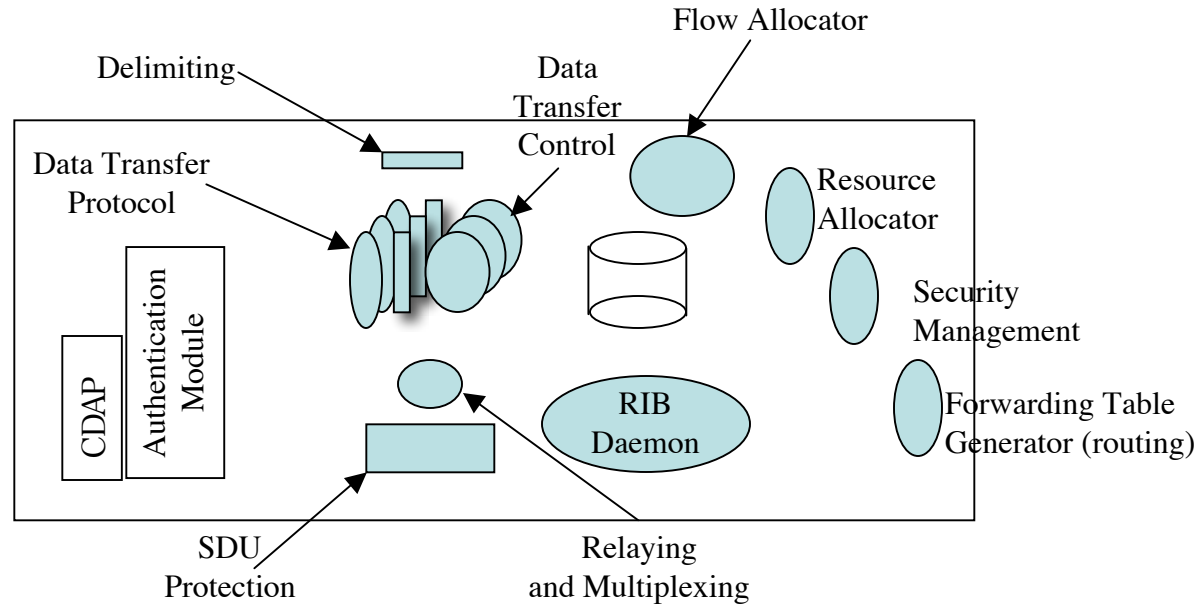 Flow Allocator
Delimiting
Data
Transfer
Control
Data Transfer
Protocol
Resource
Allocator
Security
Management
Authentication
Module
CDAP
RIB
Daemon
Forwarding Table
Generator (routing)
SDU
Protection
Relaying
and Multiplexing